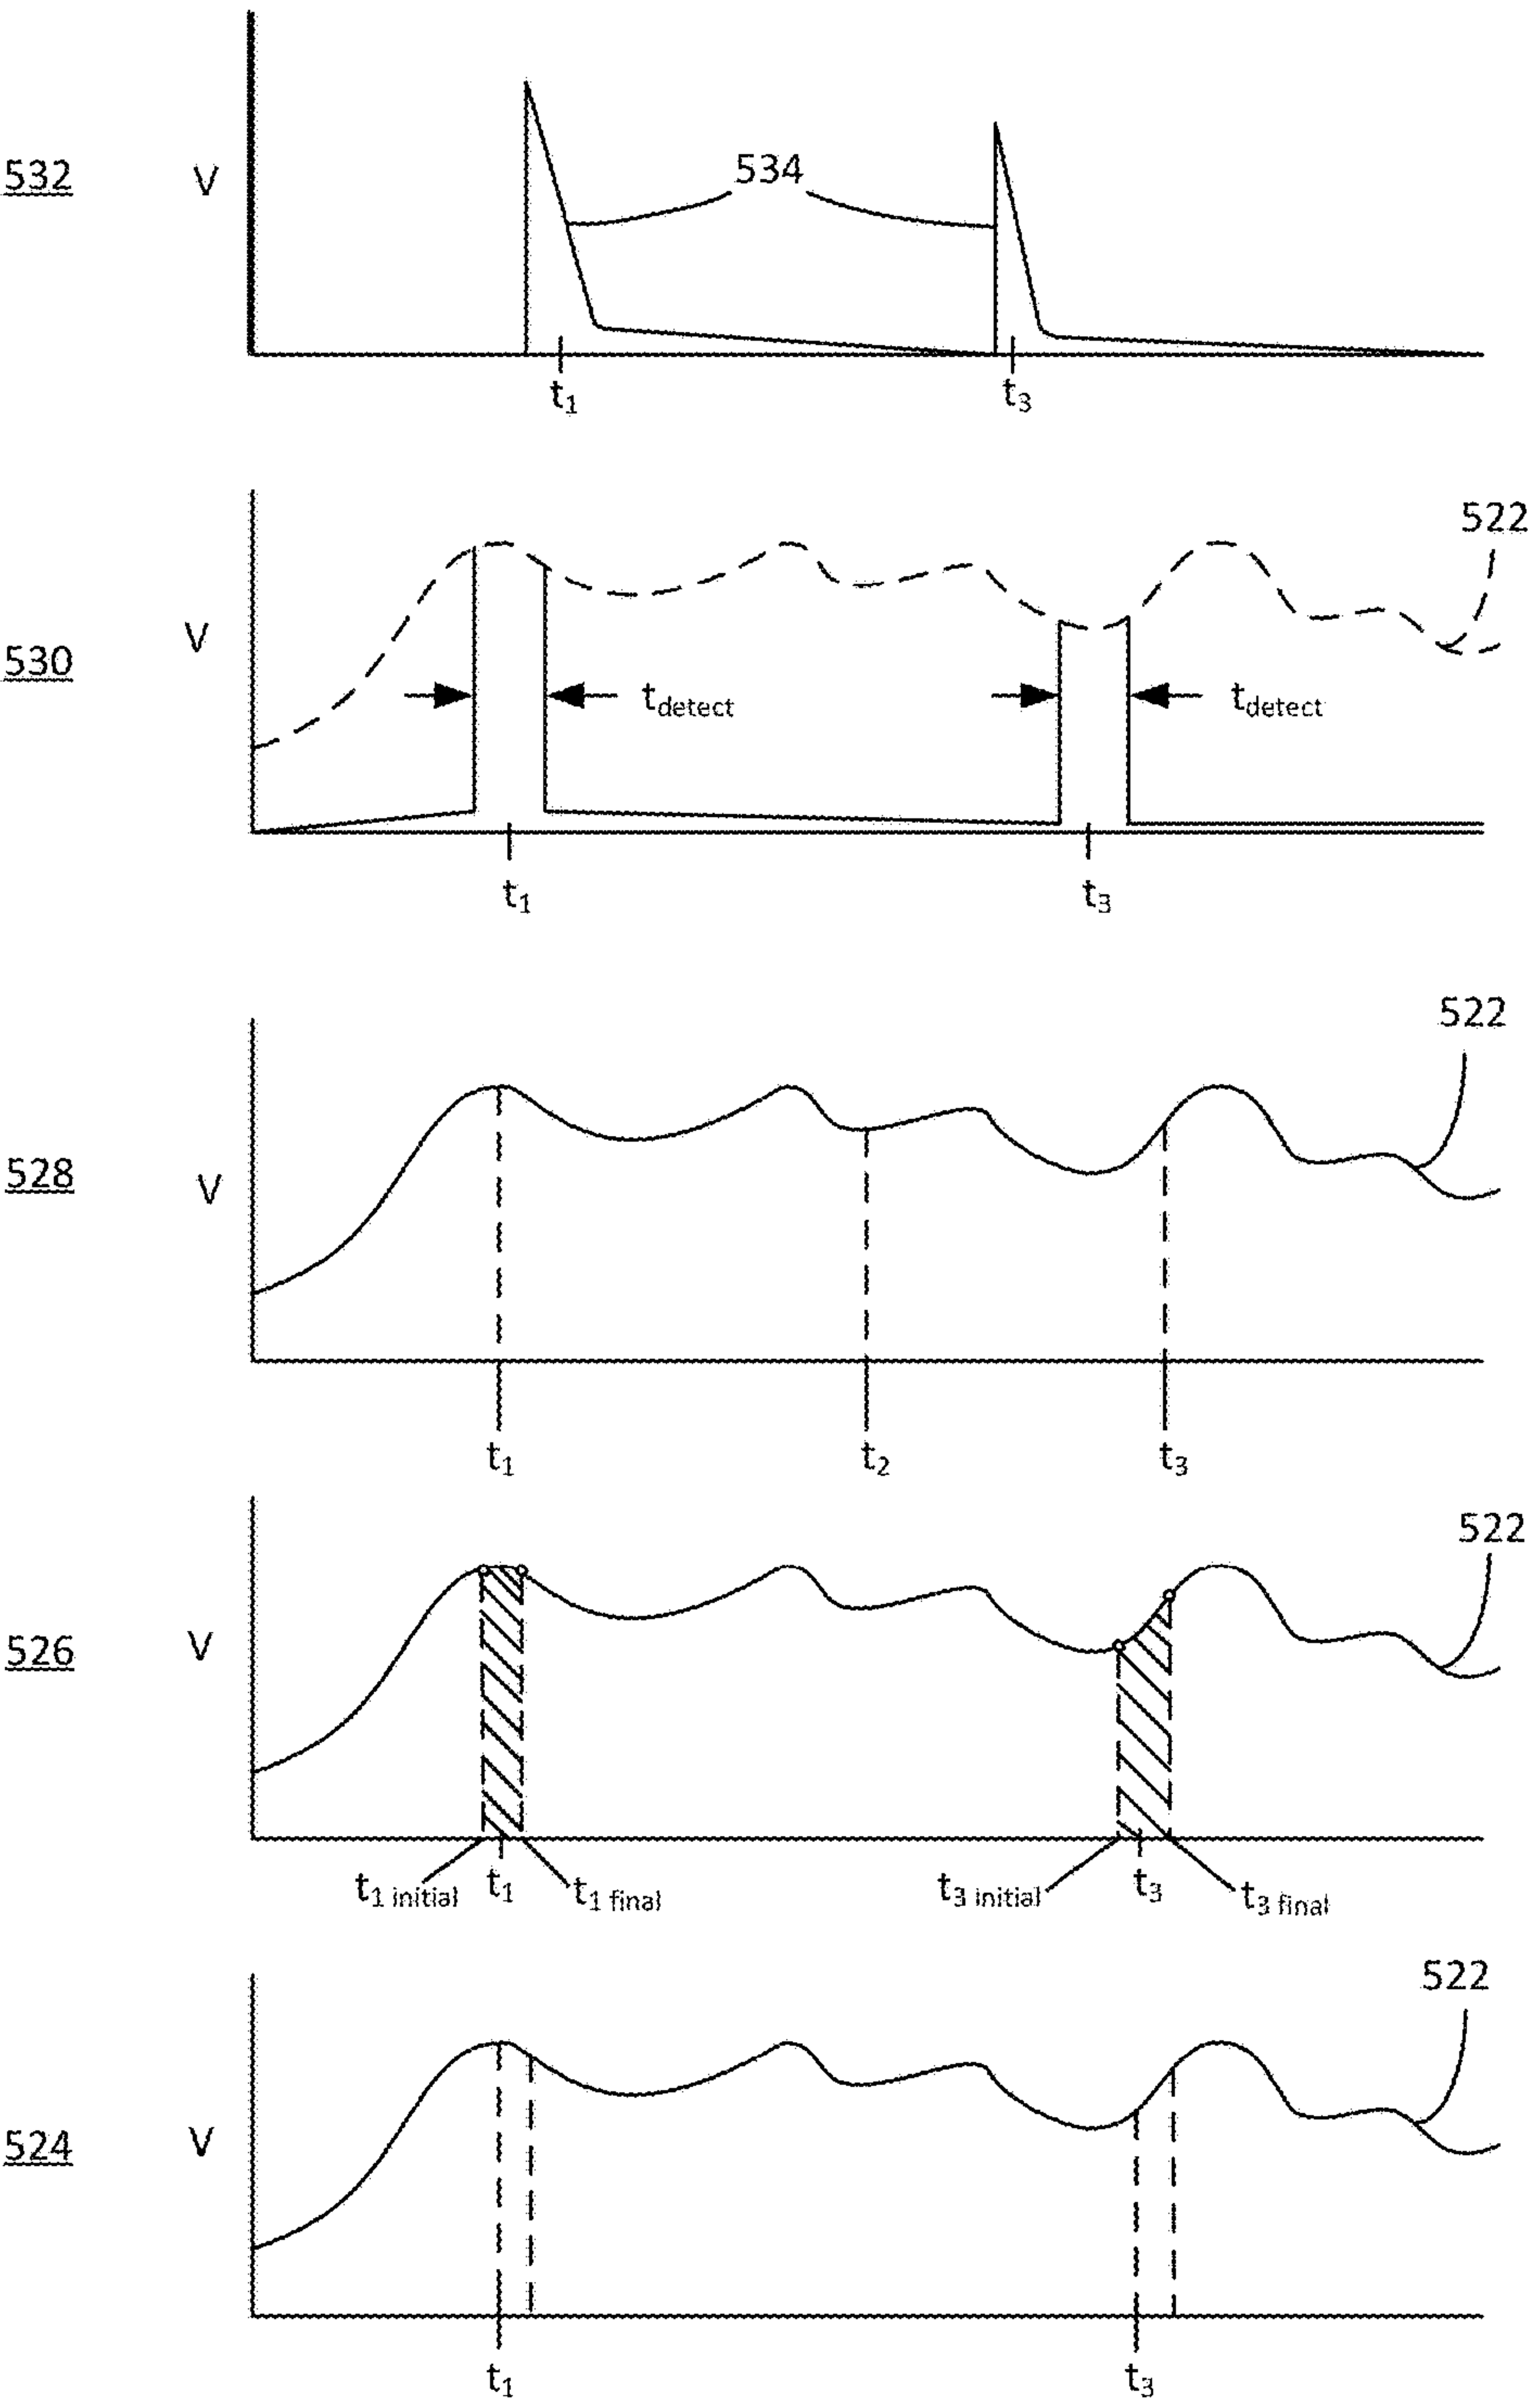 532 V 534
t1 t3
522
530 V tdetect tdetect
t1 t3
522
528 V
t1 t2 t3
522
526 V
t1 initial t1 t1 final t3 initial t3 t3 final
522
524 V
t1 t3